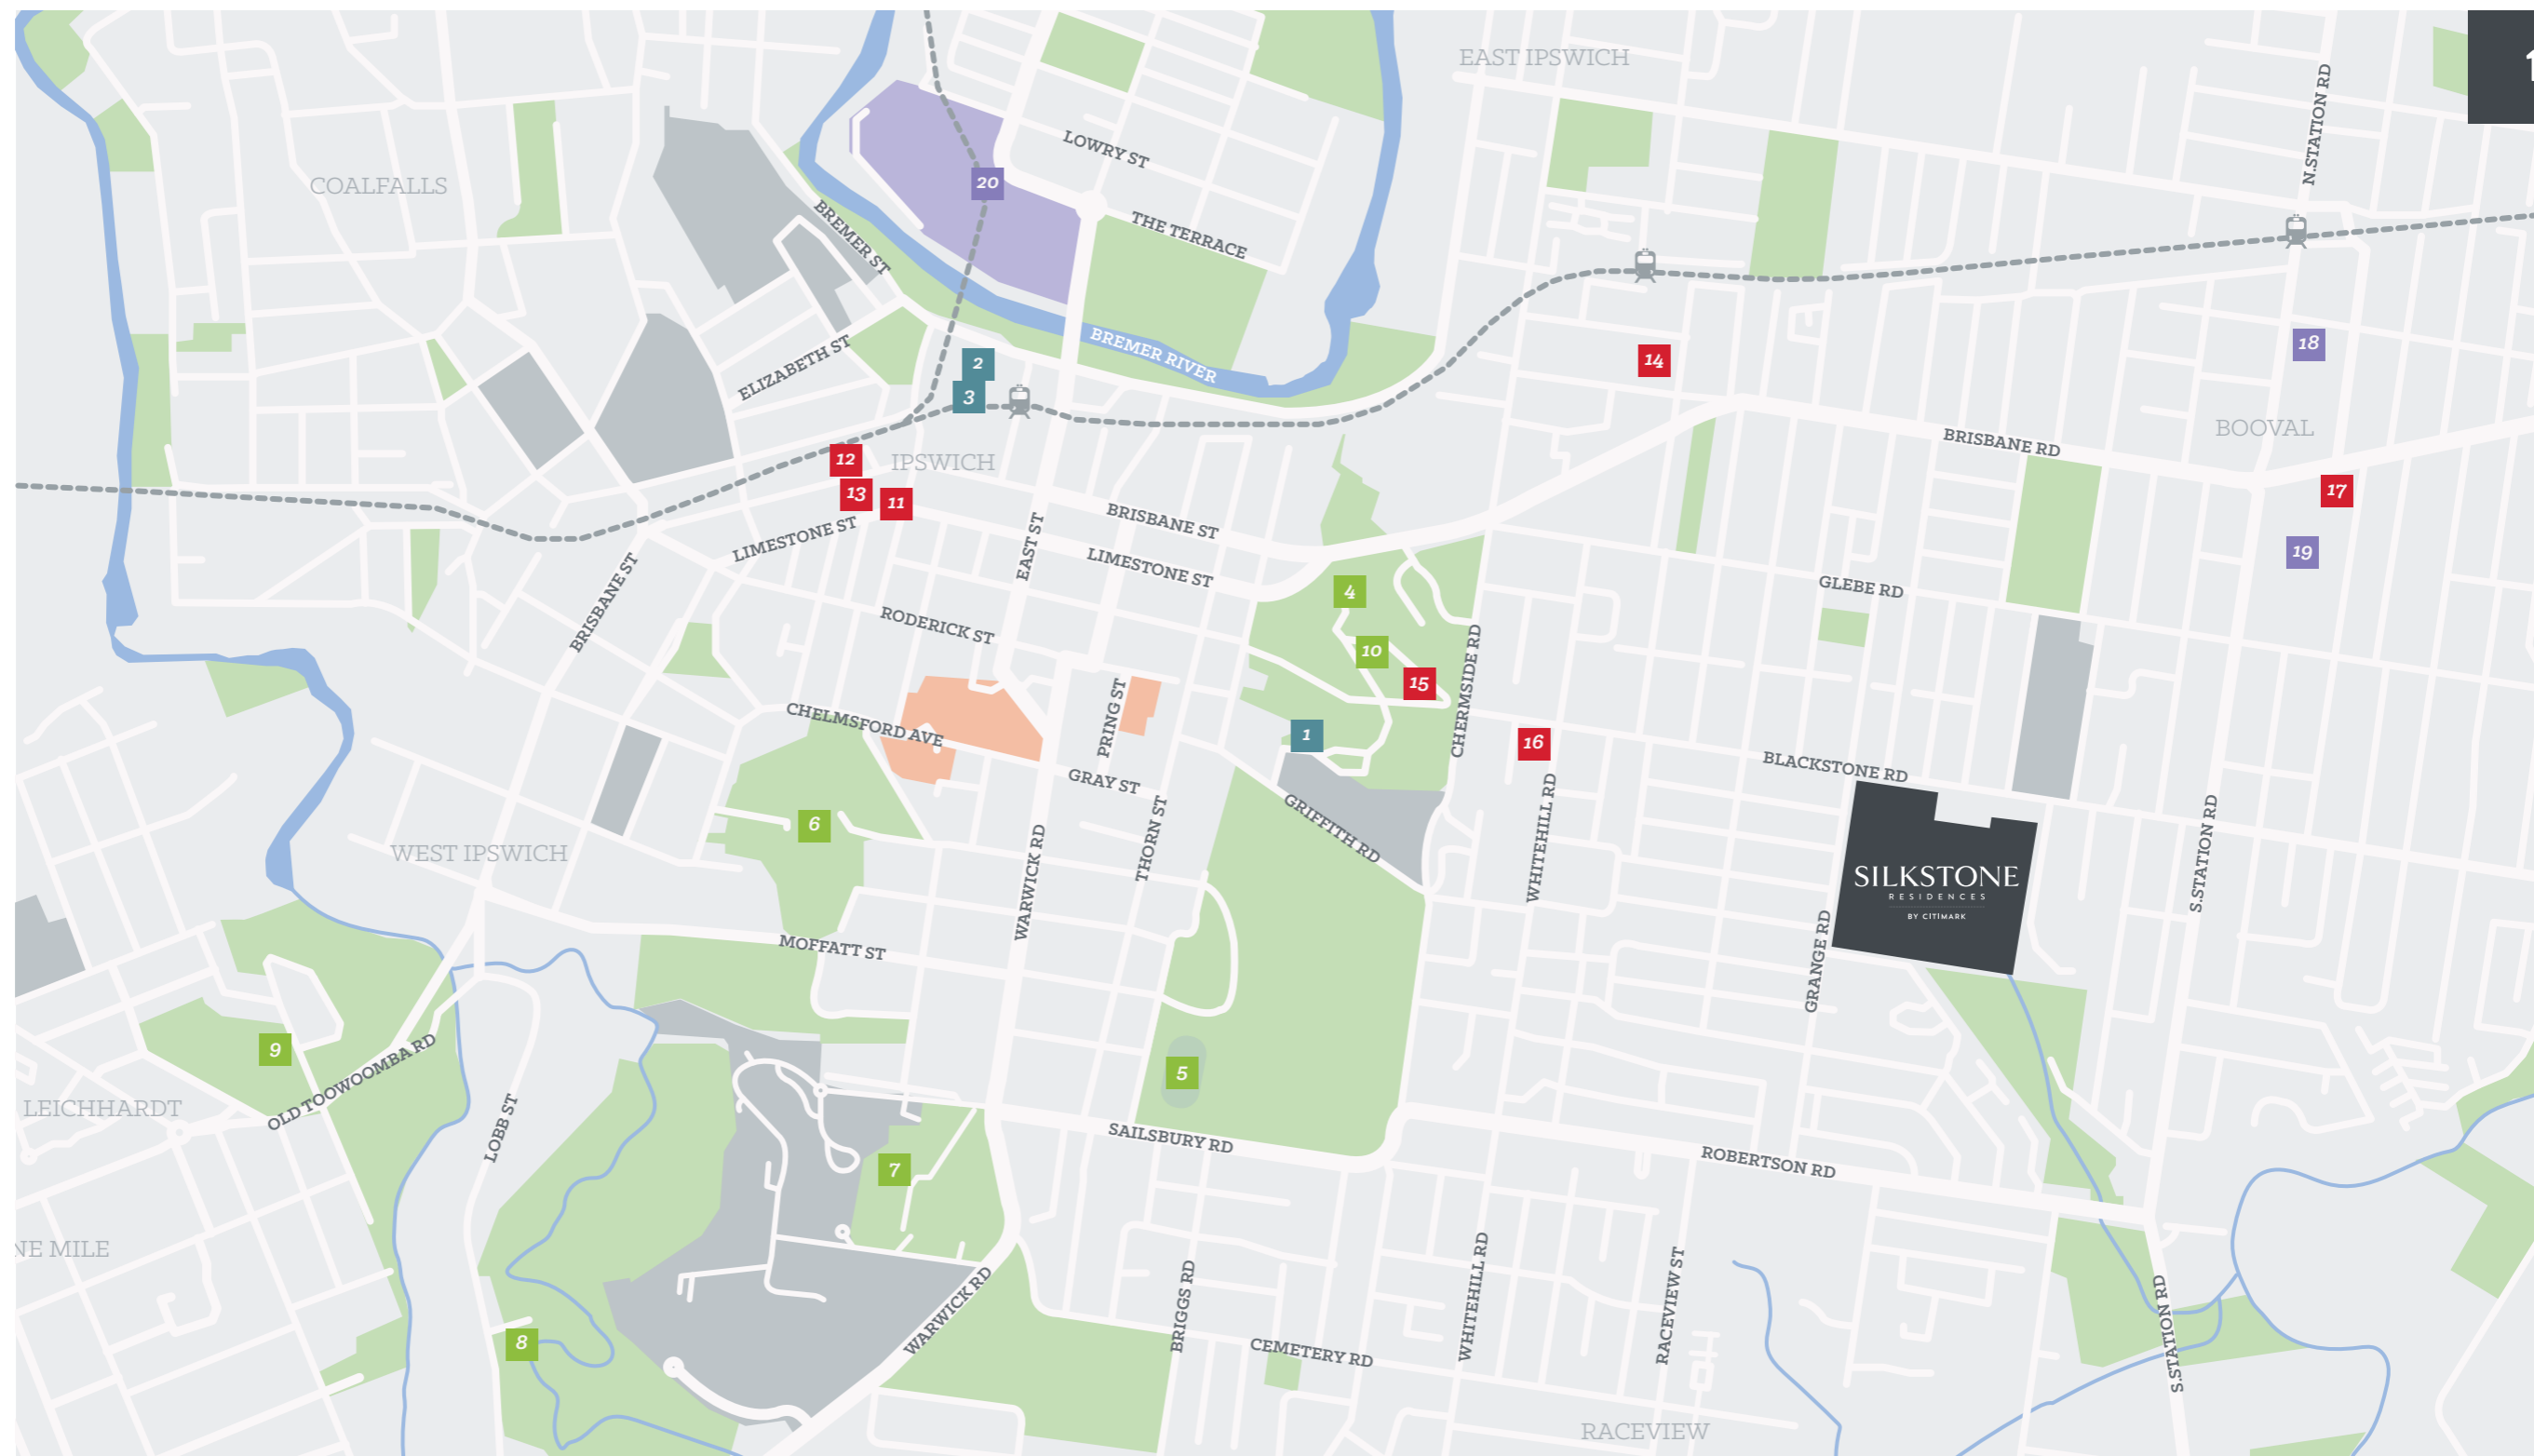 EAST IPSWICH
1
N.STATION RD
LOWRY ST
COALFALLS
20
THE TERRACE
BREMER ST
BREMER RIVER
ELIZABETH ST
2
3
14
18
BOOVAL
BRISBANE RD
12
IPSWICH
13
11
17
BRISBANE ST
LIMESTONE ST
EAST ST
LIMESTONE ST
19
GLEBE RD
4
BRISBANE ST
RODERICK ST
10
15
CHERMSIDE RD
PRING ST
CHELMSFORD AVE
1
16
BLACKSTONE RD
GRAY ST
GRIFFITH RD
WHITEHILL RD
THORN ST
6
WEST IPSWICH
WARWICK RD
S.STATION RD
SILKSTONE
RESIDENCES
BY CITIMARK
GRANGE RD
MOFFATT ST
9
OLD TOOWOOMBA RD
5
LEICHHARDT
LOBB ST
SAILSBURY RD
ROBERTSON RD
7
NE MILE
WARWICK RD
BRIGGS RD
WHITEHILL RD
RACEVIEW ST
S.STATION RD
8
CEMETERY RD
RACEVIEW